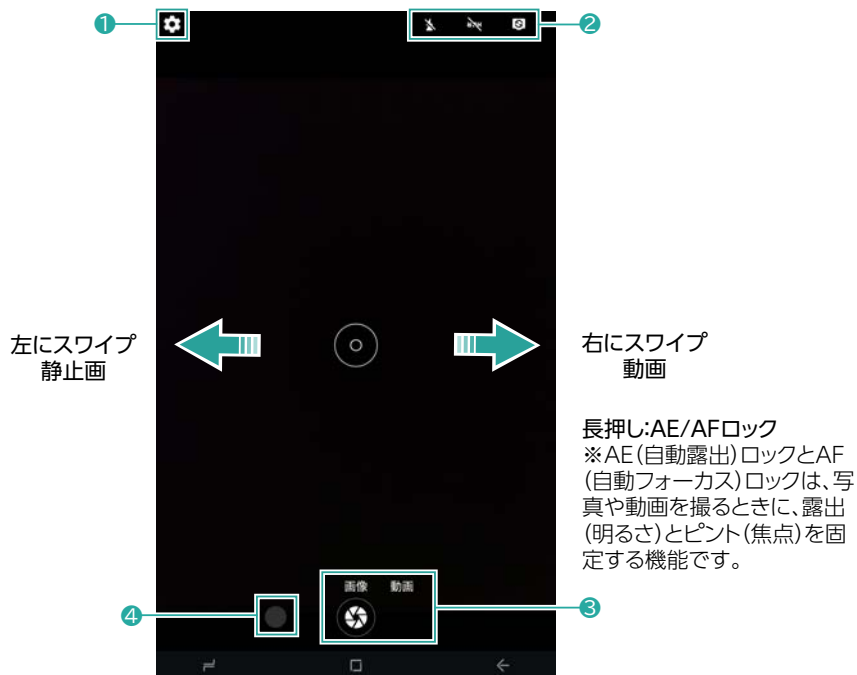 ❶
❷
左にスワイプ
静止画
右にスワイプ
動画
長押し:AE/AFロック
※AE(自動露出)ロックとAF
(自動フォーカス)ロックは、写
真や動画を撮るときに、露出
(明るさ)とピント(焦点)を固
定する機能です。
画像 動画
❹
❸